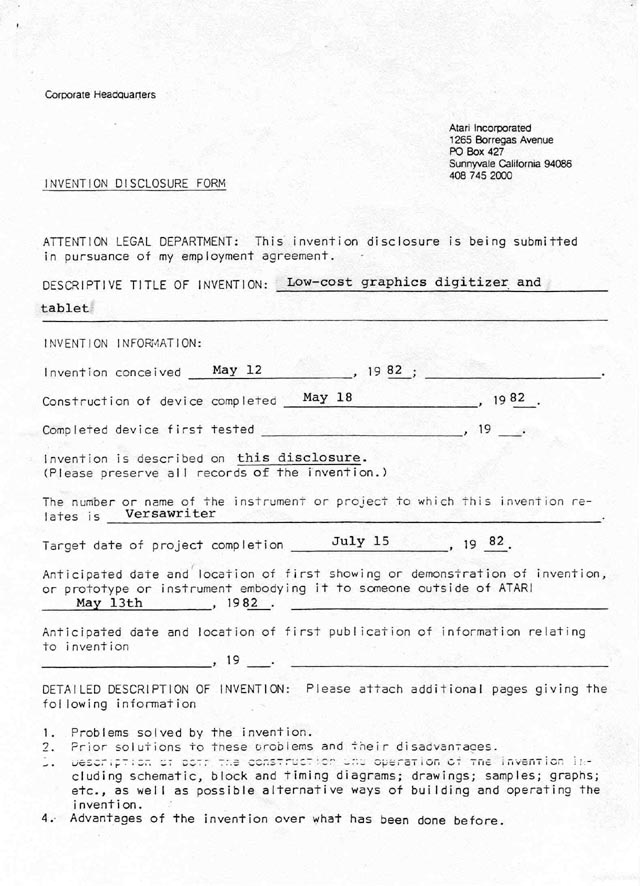 Corporate Headquarters
Atari Incorporated
1265 Borregas Avenue
PO Box 427
Sunnyvale California 94086
408 745 2000
INVENTION DISCLOSURE FORM
ATTENTION LEGAL DEPARTMENT: This invention disclosure is being submitted
in pursuance of my employment agreement.
DESCRIPTIVE TITLE OF INVENTION: Low-cost graphics digitizer and
tablet
INVENTION INFORMATION:
Invention conceived May 12, 19 82; .
Construction of device completed May 18, 19 82.
Completed device first tested , 19 .
Invention is described on this disclosure.
(Please preserve all records of the invention.)
The number or name of the instrument or project to which this invention re-
lates is Versawriter.
Target date of project completion July 15, 19 82.
Anticipated date and location of first showing or demonstration of invention,
or prototype or instrument embodying it to someone outside of ATARI
May 13th, 1982.
Anticipated date and location of first publication of information relating
to invention
, 19 .
DETAILED DESCRIPTION OF INVENTION: Please attach additional pages giving the
following information
1. Problems solved by the invention.
2. Prior solutions to these problems and their disadvantages.
description of both the construction and operation of the invention in-
cluding schematic, block and timing diagrams; drawings; samples; graphs;
etc., as well as possible alternative ways of building and operating the
invention.
4. Advantages of the invention over what has been done before.